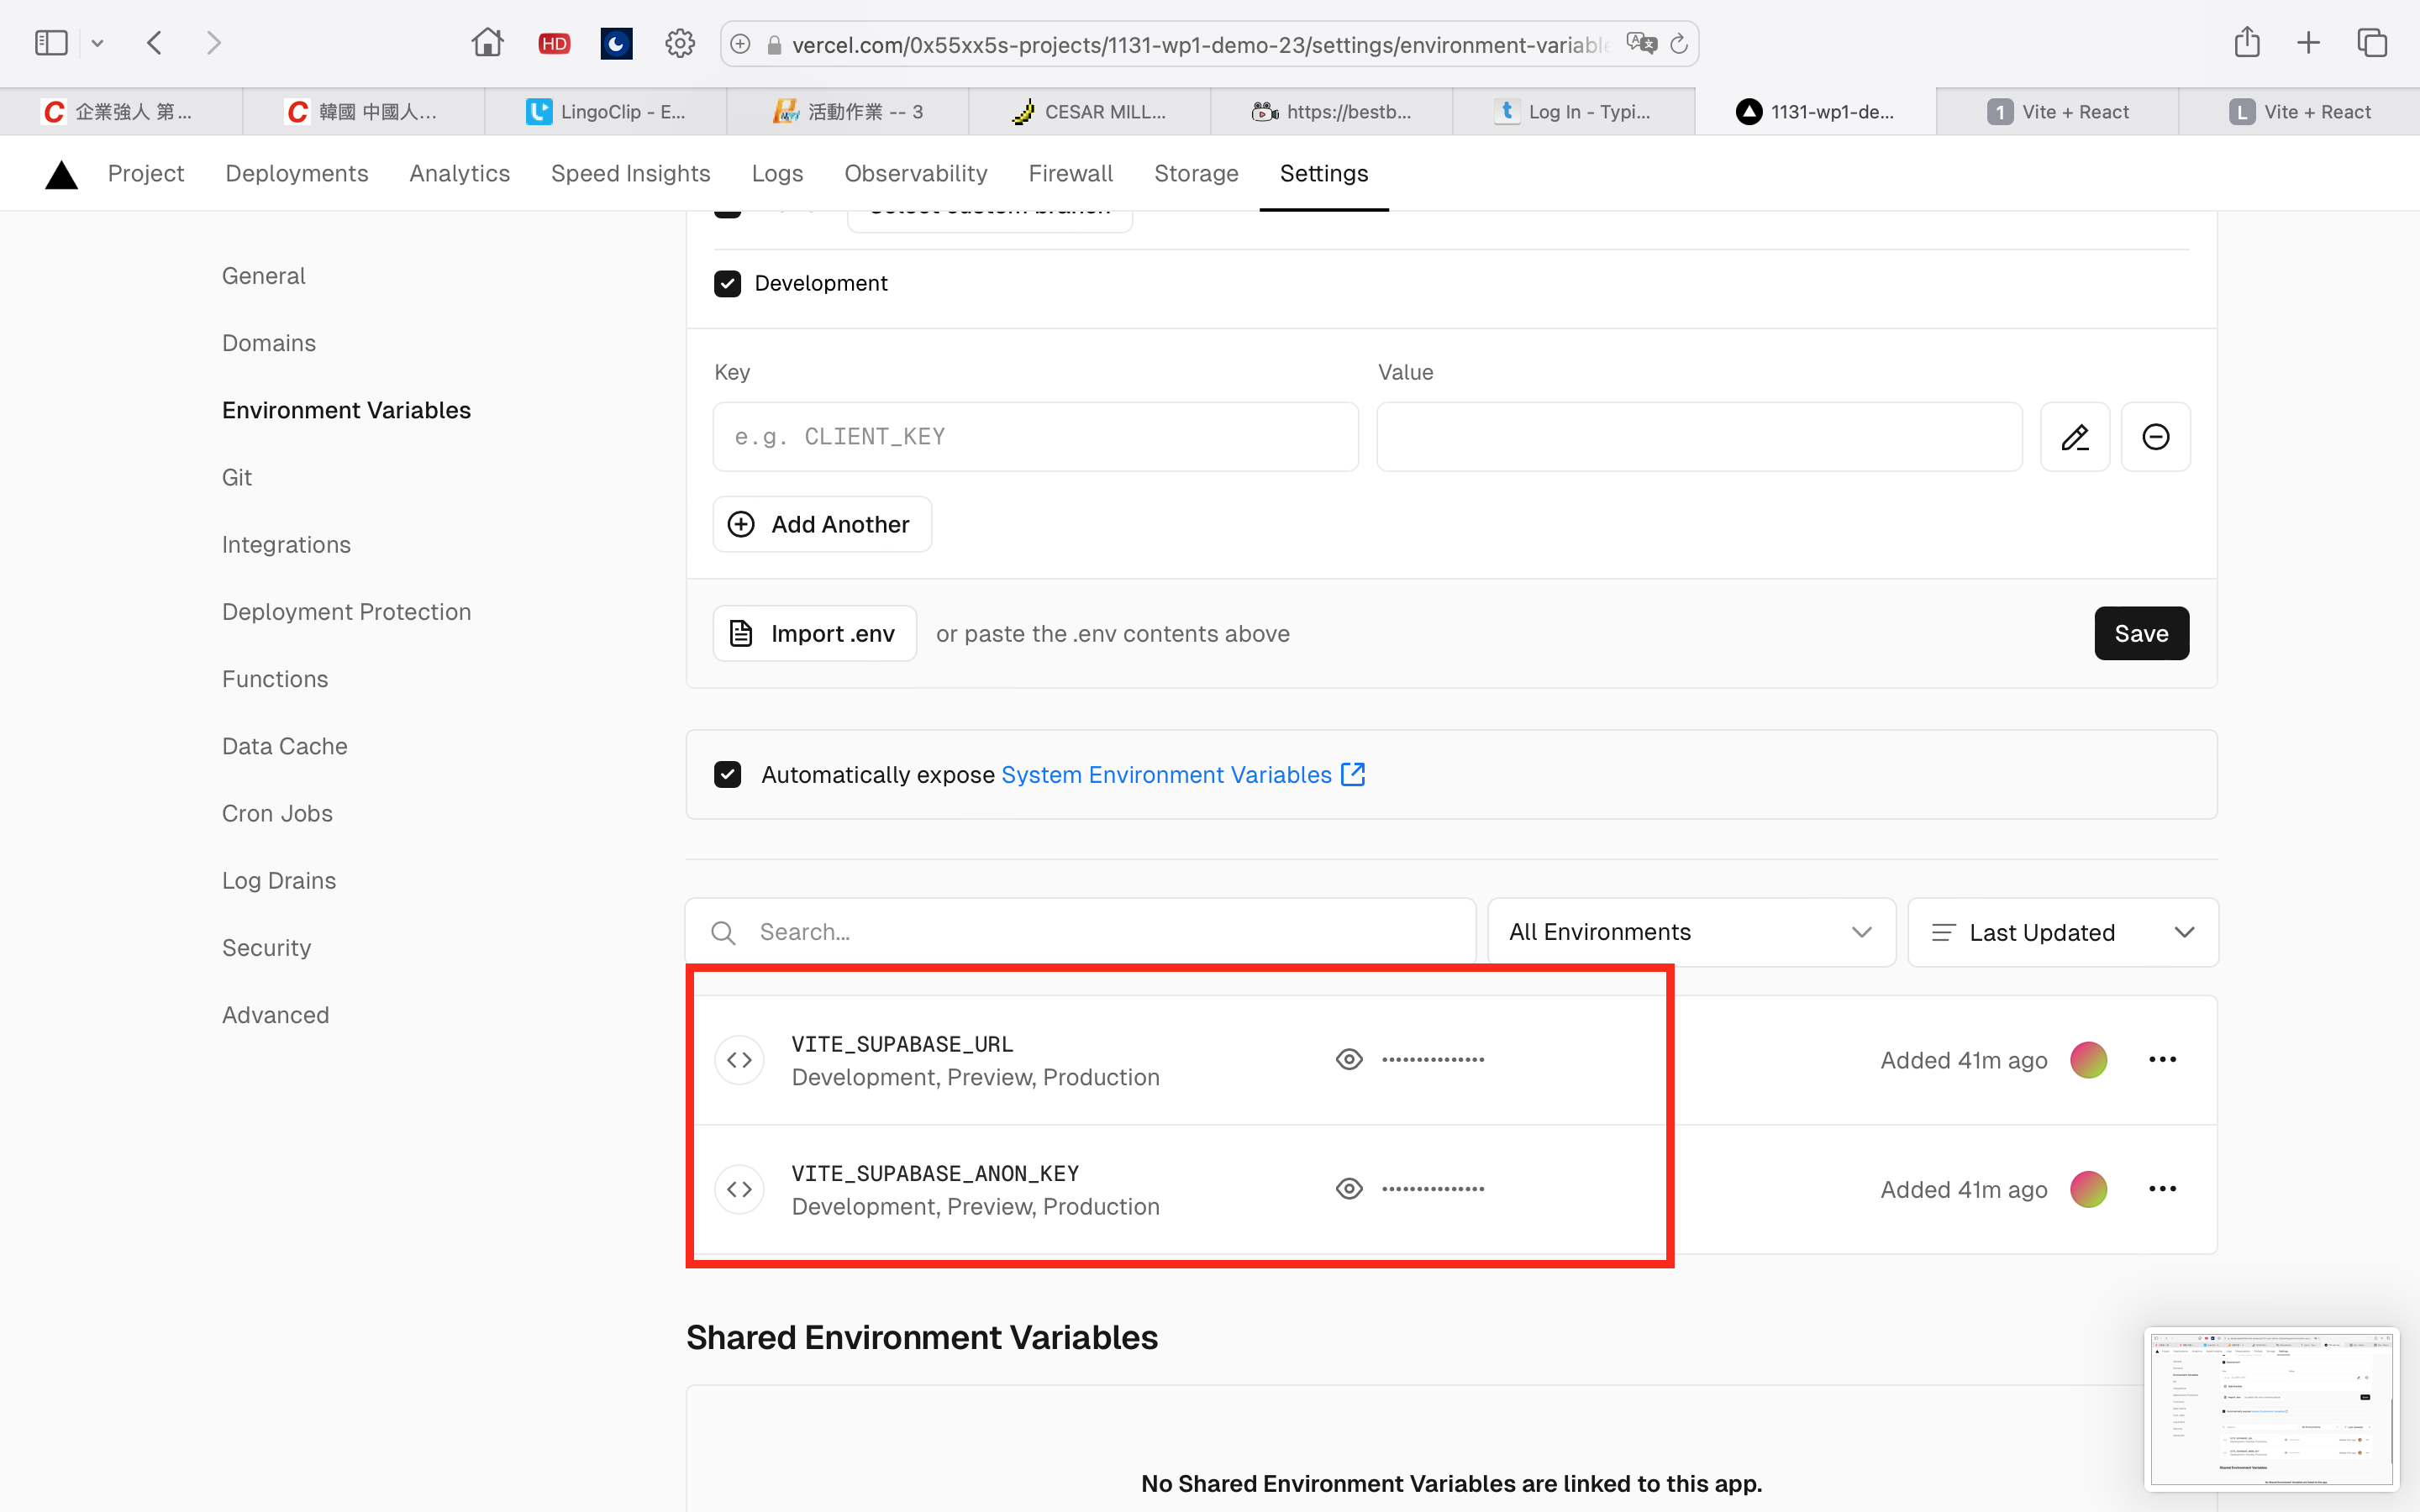 HD
vercel.com/0x55xx5s-projects/1131-wp1-demo-23/settings/environment-variable
企業強人 第...
韓國 中國人...
LingoClip - E...
活動作業 -- 3
CESAR MILL...
https://bestb...
t
Log In - Typi...
1131-wp1-de...
1
Vite + React
L
Vite + React
Project
Deployments
Analytics
Speed Insights
Logs
Observability
Firewall
Storage
Settings
General
Domains
Environment Variables
Git
Integrations
Deployment Protection
Functions
Data Cache
Cron Jobs
Log Drains
Security
Advanced
Select custom branch
Development
Key
Value
e.g. CLIENT_KEY
Add Another
Import .env
or paste the .env contents above
Save
Automatically expose System Environment Variables
Search...
All Environments
Last Updated
VITE_SUPABASE_URL
Development, Preview, Production
••••••••••••••
Added 41m ago
VITE_SUPABASE_ANON_KEY
Development, Preview, Production
••••••••••••••
Added 41m ago
Shared Environment Variables
No Shared Environment Variables are linked to this app.